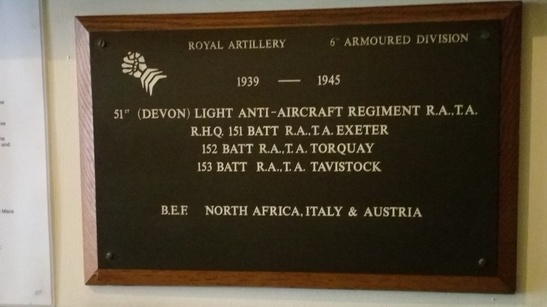 ROYAL ARTILLERY 6TH ARMOURED DIVISION
1939 — 1945
51ST (DEVON) LIGHT ANTI-AIRCRAFT REGIMENT R.A.,T.A.
R.H.Q. 151 BATT R.A.,T.A. EXETER
152 BATT R.A.,T.A. TORQUAY
153 BATT R.A.,T.A. TAVISTOCK
B.E.F. NORTH AFRICA, ITALY & AUSTRIA